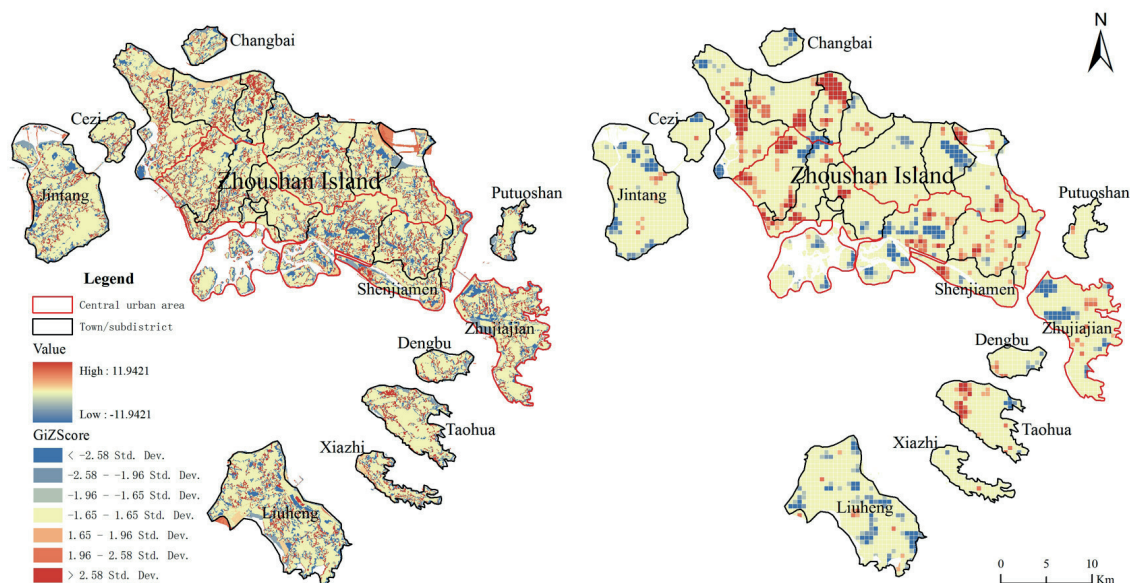 Changbai
Cezi
Jintang
Zhoushan Island
Putuoshan
Shenjiamen
Zhujiajian
Dengbu
Taohua
Xiazhi
Liuheng
Legend
Central urban area
Town/subdistrict
Value
High : 11.9421
Low : -11.9421
GiZScore
< -2.58 Std. Dev.
-2.58 - -1.96 Std. Dev.
-1.96 - -1.65 Std. Dev.
-1.65 - 1.65 Std. Dev.
1.65 - 1.96 Std. Dev.
1.96 - 2.58 Std. Dev.
> 2.58 Std. Dev.
N
Changbai
Cezi
Jintang
Zhoushan Island
Putuoshan
Shenjiamen
Zhujiajian
Dengbu
Taohua
Xiazhi
Liuheng
0 5 10
Km